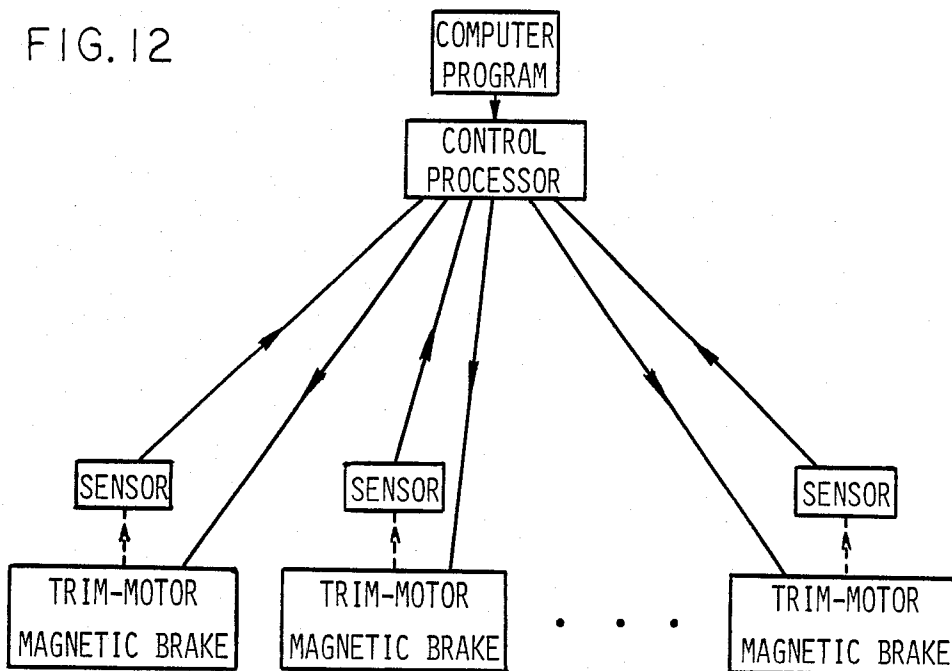 FIG. 12
COMPUTER
PROGRAM
CONTROL
PROCESSOR
SENSOR
SENSOR
SENSOR
TRIM-MOTOR
MAGNETIC BRAKE
TRIM-MOTOR
MAGNETIC BRAKE
. . .
TRIM-MOTOR
MAGNETIC BRAKE